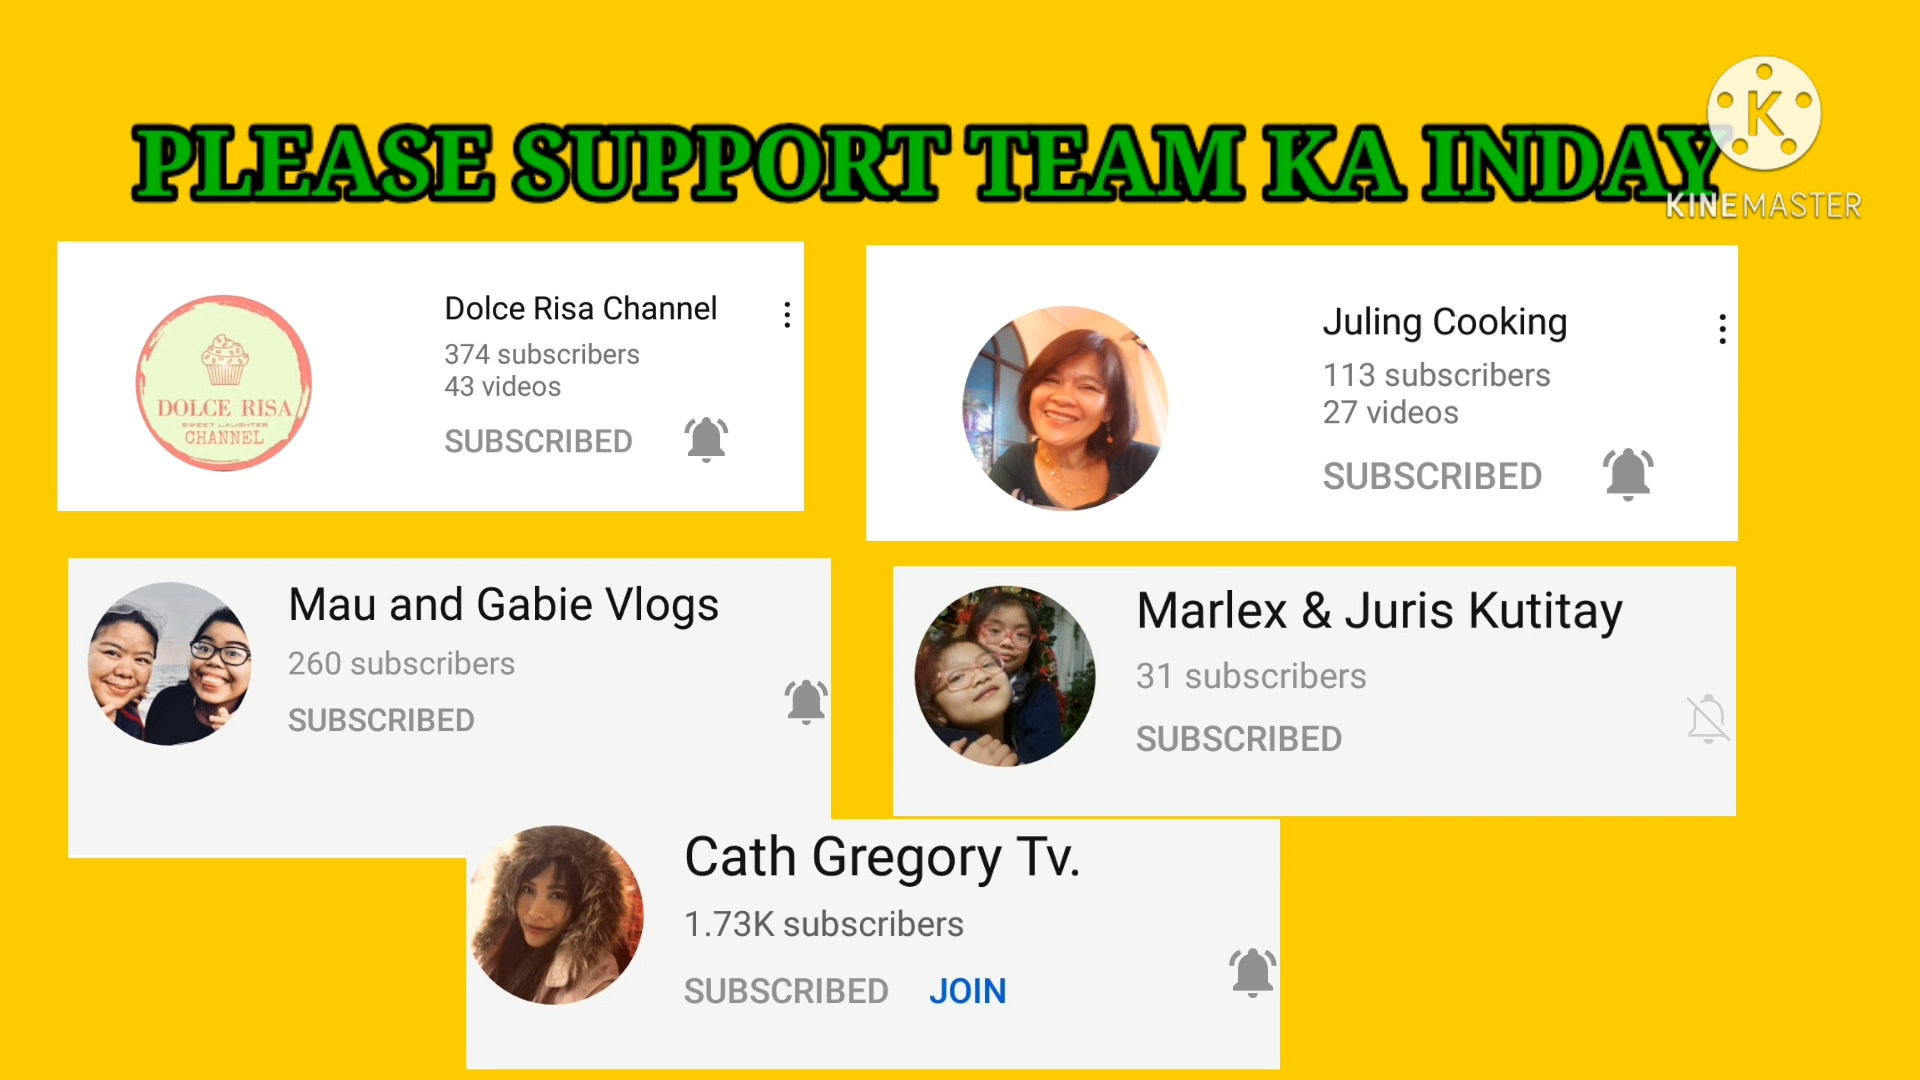 PLEASE SUPPORT TEAM KA INDAY
K
KINEMASTER
Dolce Risa Channel
374 subscribers
43 videos
SUBSCRIBED
DOLCE RISA
SWEET LAUGHTER
CHANNEL
Juling Cooking
113 subscribers
27 videos
SUBSCRIBED
Mau and Gabie Vlogs
260 subscribers
SUBSCRIBED
Marlex & Juris Kutitay
31 subscribers
SUBSCRIBED
Cath Gregory Tv.
1.73K subscribers
SUBSCRIBED JOIN